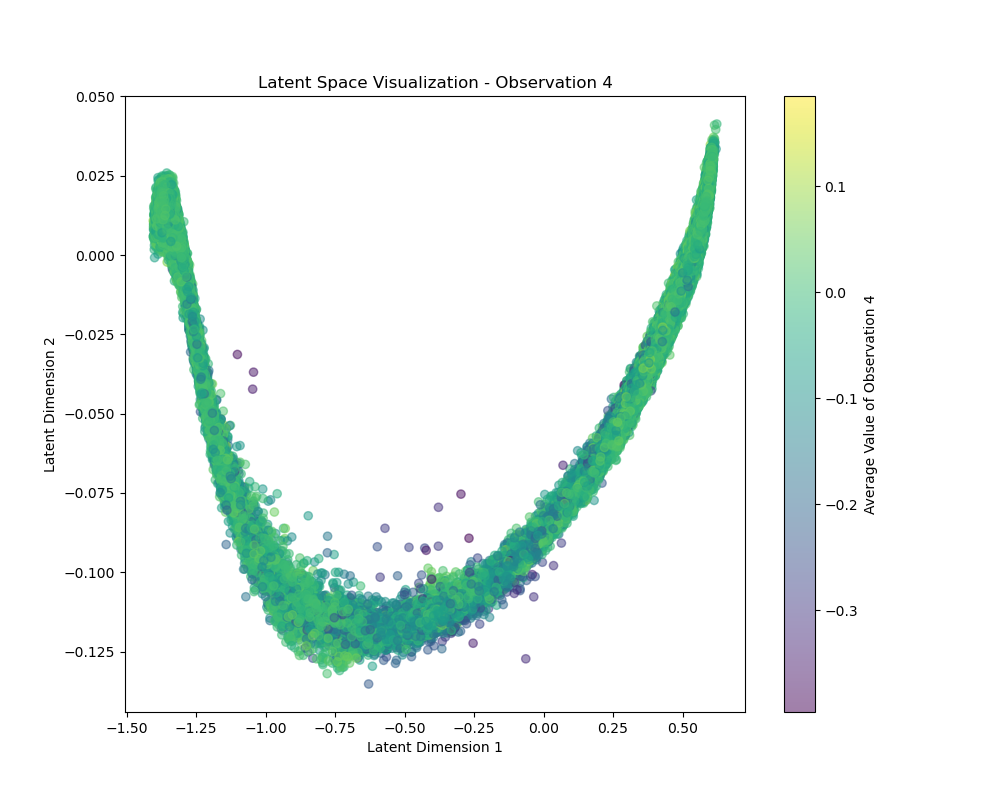 Latent Space Visualization - Observation 4
0.050
0.025
0.000
−0.025
−0.050
−0.075
−0.100
−0.125
Latent Dimension 2
−1.50 −1.25 −1.00 −0.75 −0.50 −0.25 0.00 0.25 0.50
Latent Dimension 1
0.1
0.0
−0.1
−0.2
−0.3
Average Value of Observation 4